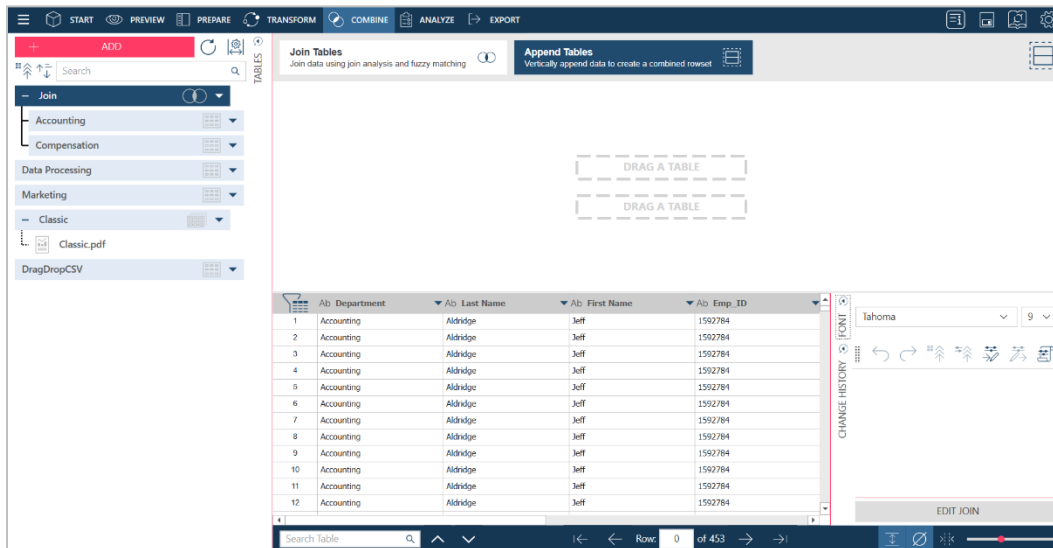 START PREVIEW PREPARE TRANSFORM COMBINE ANALYZE EXPORT
+ ADD
Search
TABLES
− Join
Accounting
Compensation
Data Processing
Marketing
− Classic
Classic.pdf
DragDropCSV
Join Tables
Join data using join analysis and fuzzy matching
Append Tables
Vertically append data to create a combined rowset
DRAG A TABLE
DRAG A TABLE
Ab Department Ab Last Name Ab First Name Ab Emp_ID
1 Accounting Aldridge Jeff 1592784
2 Accounting Aldridge Jeff 1592784
3 Accounting Aldridge Jeff 1592784
4 Accounting Aldridge Jeff 1592784
5 Accounting Aldridge Jeff 1592784
6 Accounting Aldridge Jeff 1592784
7 Accounting Aldridge Jeff 1592784
8 Accounting Aldridge Jeff 1592784
9 Accounting Aldridge Jeff 1592784
10 Accounting Aldridge Jeff 1592784
11 Accounting Aldridge Jeff 1592784
12 Accounting Aldridge Jeff 1592784
FONT
Tahoma 9
CHANGE HISTORY
EDIT JOIN
Search Table
Row: 0 of 453